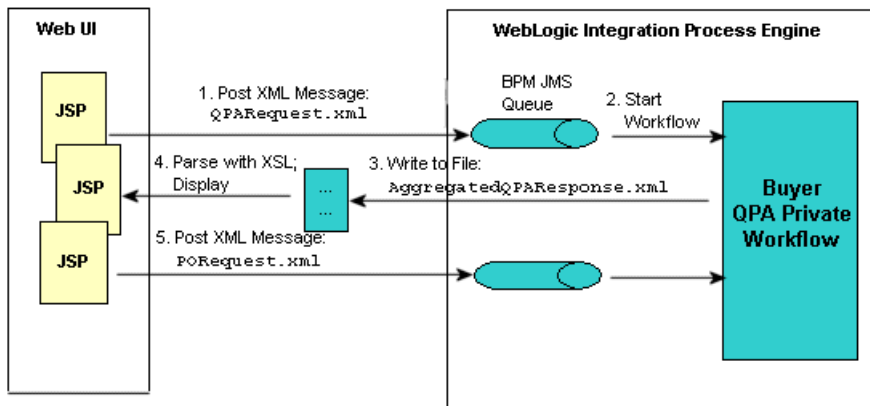 Web UI
WebLogic Integration Process Engine
JSP
1. Post XML Message:
QPARequest.xml
BPM JMS
Queue
2. Start
Workflow
JSP
4. Parse with XSL;
Display
...
...
3. Write to File:
AggregatedQPAResponse.xml
Buyer
QPA Private
Workflow
JSP
5. Post XML Message:
PORequest.xml